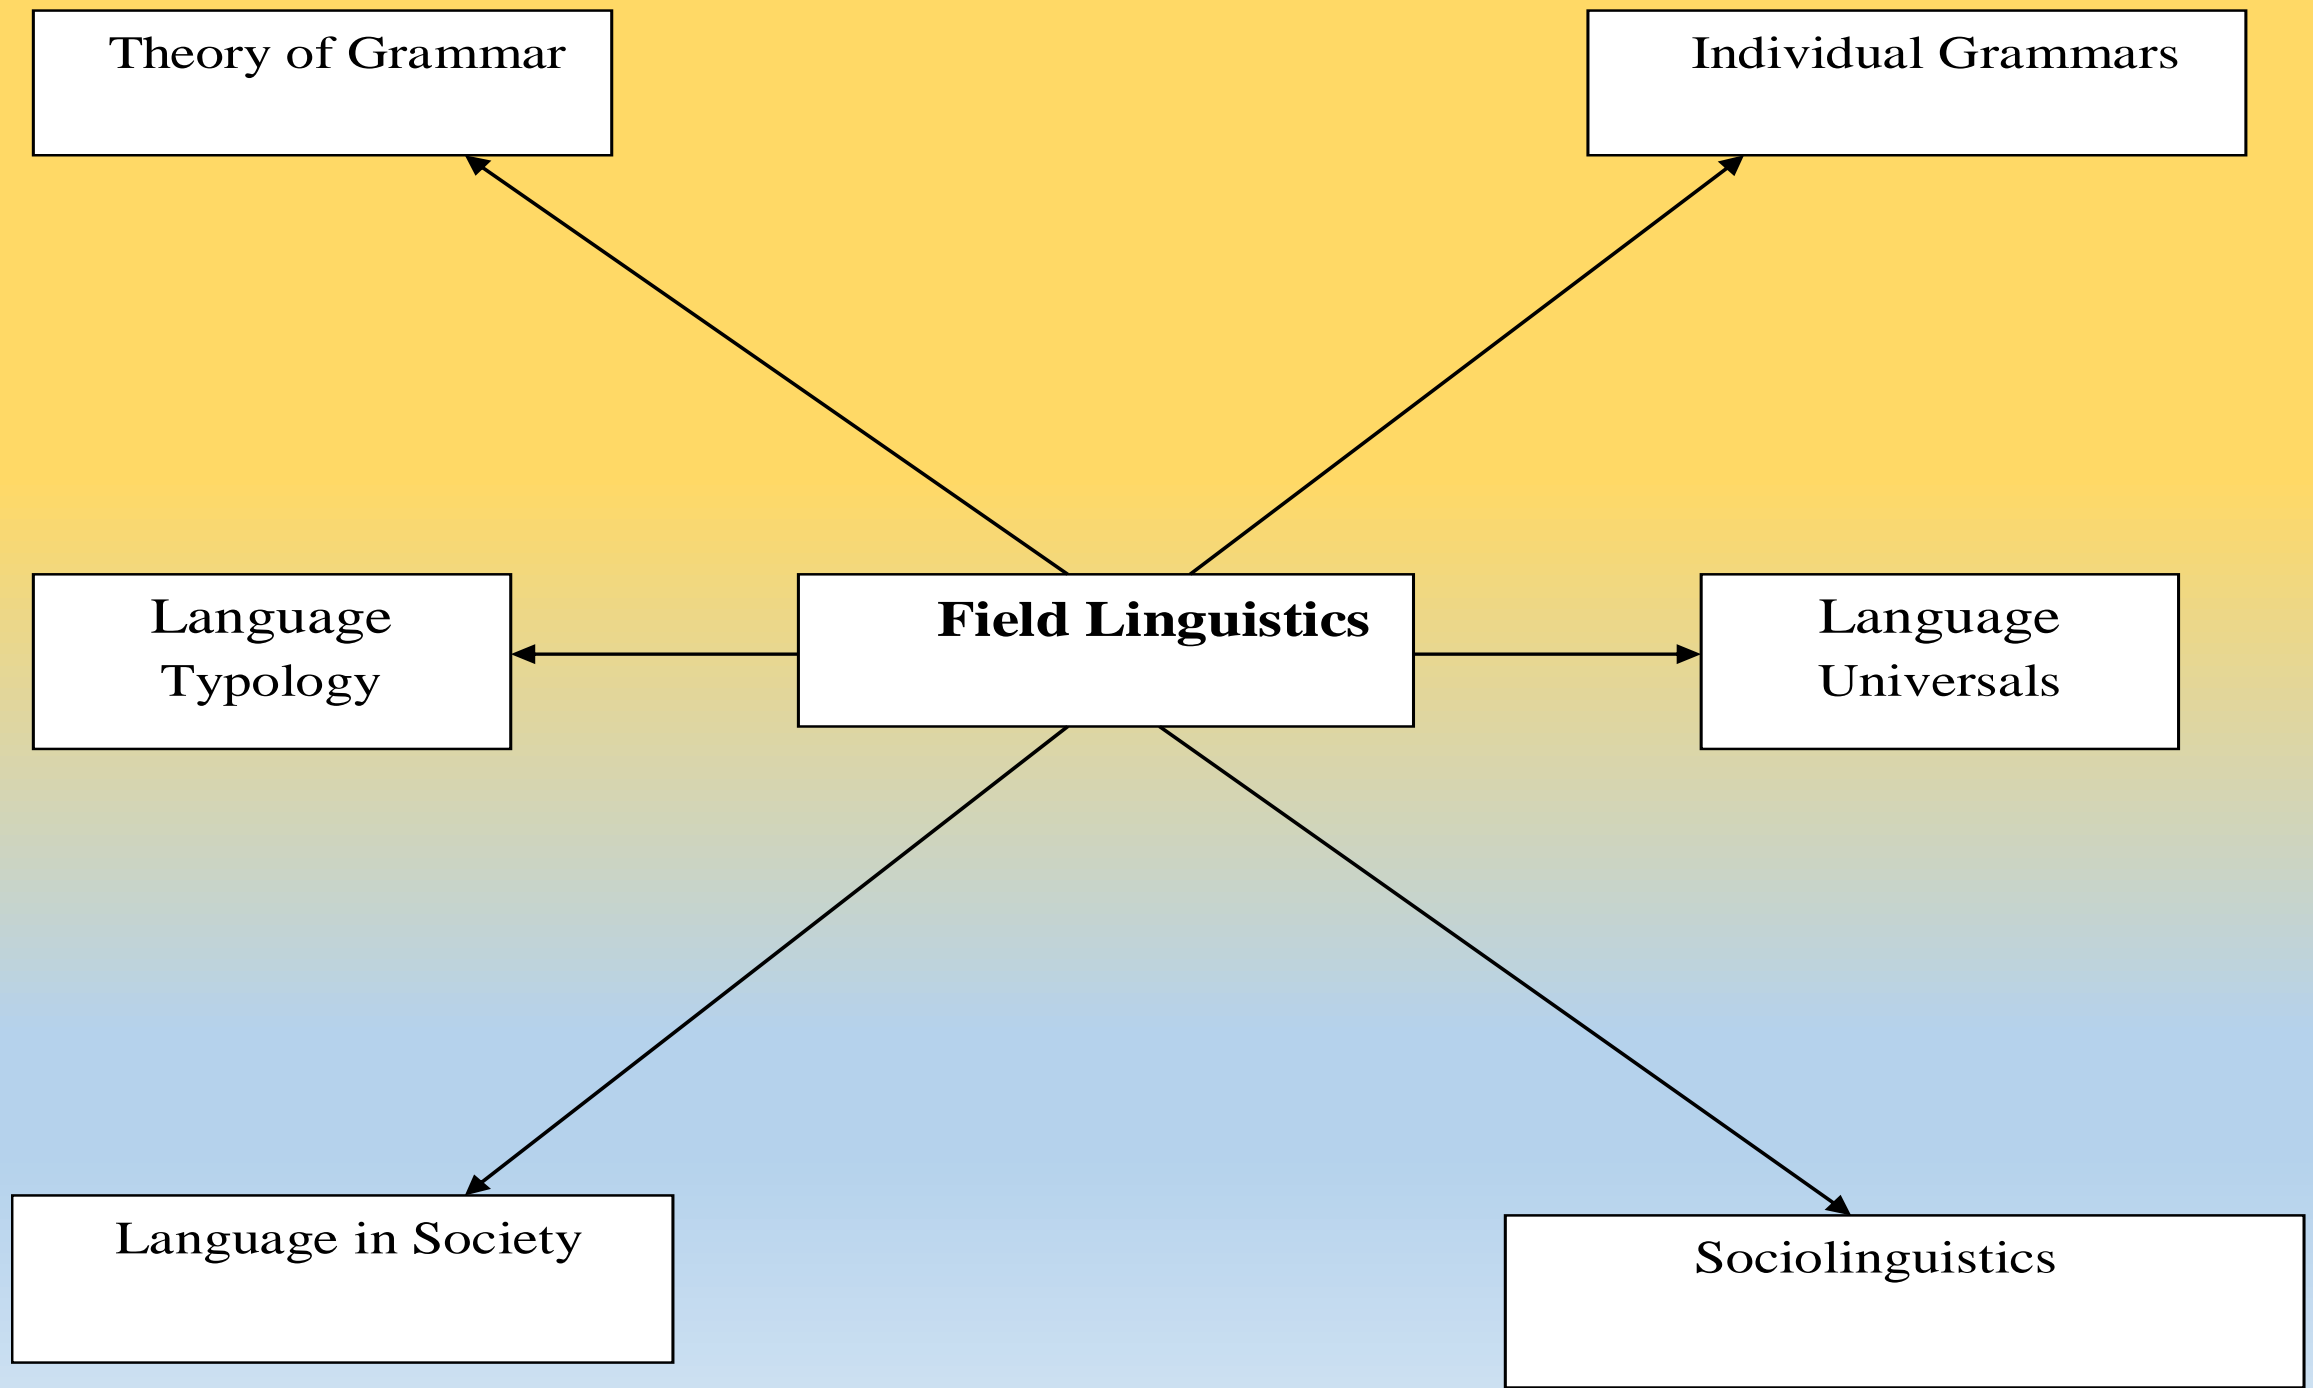 Theory of Grammar
Individual Grammars
Language
Typology
Field Linguistics
Language
Universals
Language in Society
Sociolinguistics